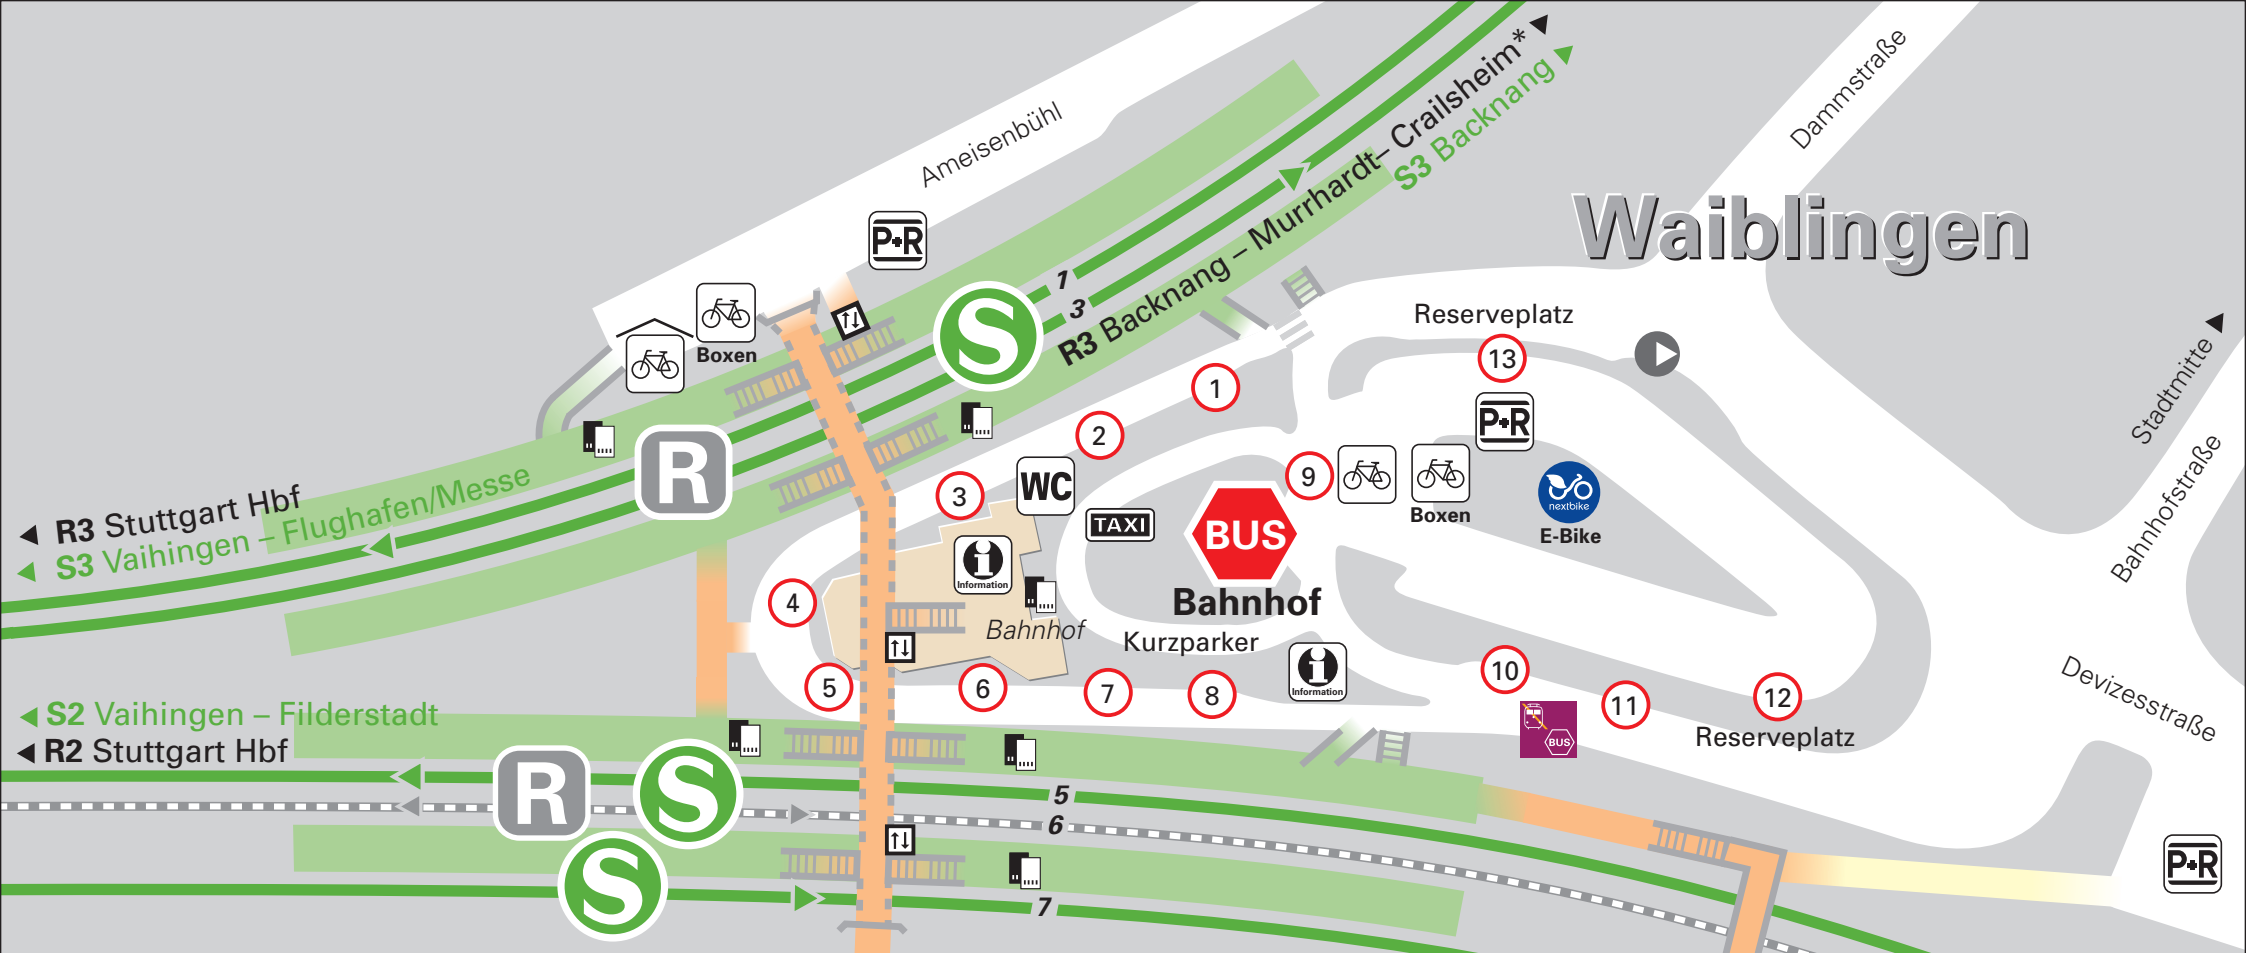 Ameisenbühl
Dammstraße
R3 Backnang – Murrhardt– Crailsheim*
S3 Backnang
Waiblingen
P+R
Boxen
S
1
3
Reserveplatz
13
Stadtmitte
Bahnhofstraße
1
2
3
WC
TAXI
BUS
Bahnhof
Kurzparker
9
Boxen
P+R
nextbike
E-Bike
R
R3 Stuttgart Hbf
S3 Vaihingen – Flughafen/Messe
i
Information
Bahnhof
4
5
6
7
8
i
Information
10
11
12
Reserveplatz
BUS
Devizesstraße
S2 Vaihingen – Filderstadt
R2 Stuttgart Hbf
R
S
S
5
6
7
P+R